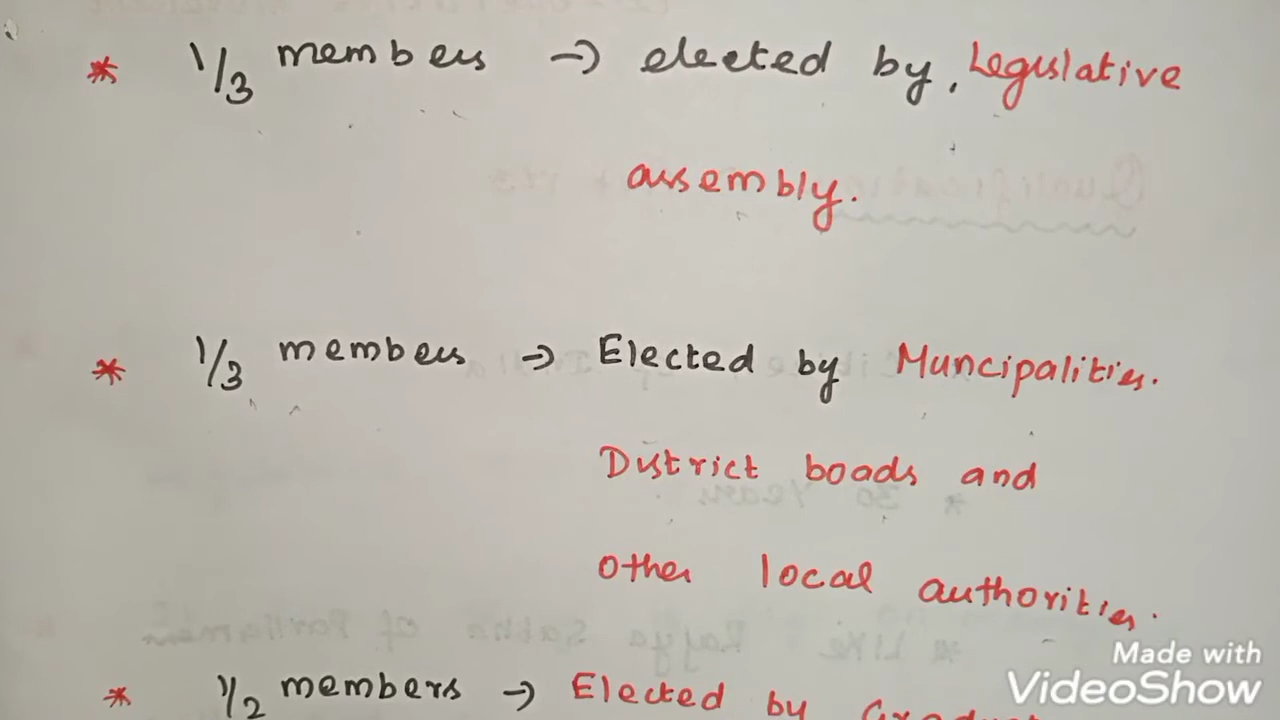 * 1/3 members → elected by. Legislative
assembly.
* 1/3 members → Elected by Muncipalities.
District boads and
other local authorities.
* 1/2 members → Elected by
Made with
VideoShow